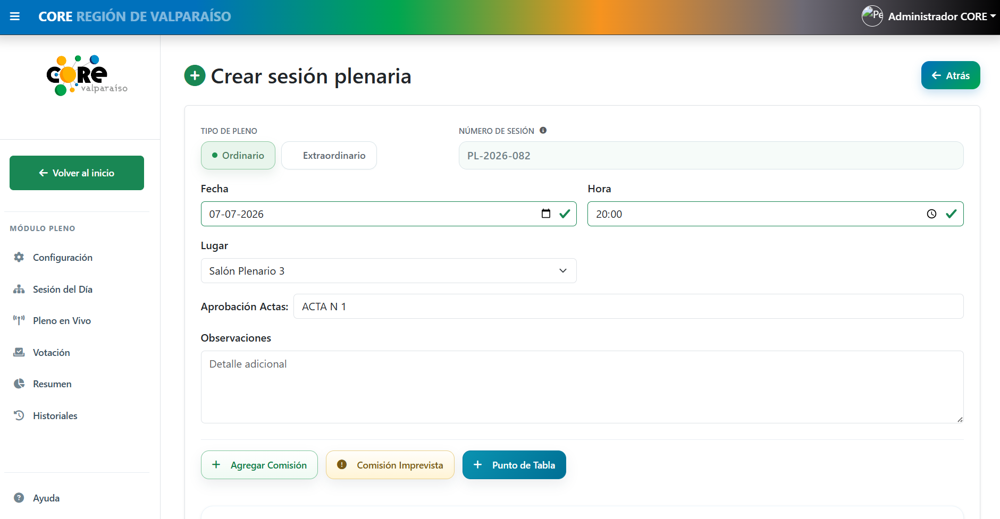 CORE REGIÓN DE VALPARAÍSO
Administrador CORE
CORE
valparaíso
Volver al inicio
MÓDULO PLENO
Configuración
Sesión del Día
Pleno en Vivo
Votación
Resumen
Historiales
Ayuda
Crear sesión plenaria
Atrás
TIPO DE PLENO
Ordinario
Extraordinario
NÚMERO DE SESIÓN
PL-2026-082
Fecha
07-07-2026
Hora
20:00
Lugar
Salón Plenario 3
Aprobación Actas:
ACTA N 1
Observaciones
Detalle adicional
Agregar Comisión
Comisión Imprevista
Punto de Tabla